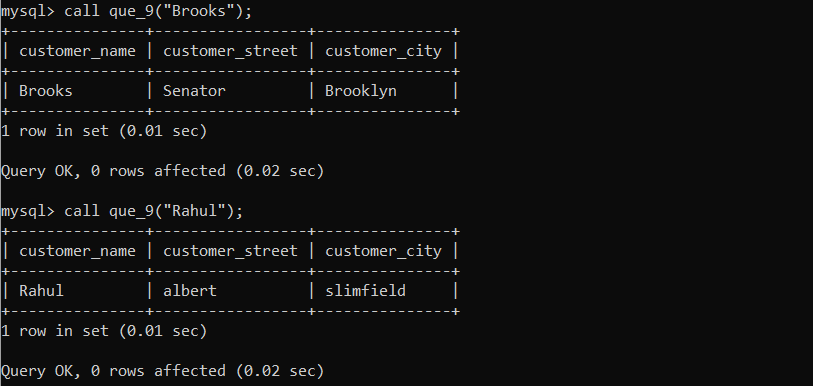 mysql> call que_9("Brooks");
+---------------+-----------------+---------------+
| customer_name | customer_street | customer_city |
+---------------+-----------------+---------------+
| Brooks        | Senator         | Brooklyn      |
+---------------+-----------------+---------------+
1 row in set (0.01 sec)

Query OK, 0 rows affected (0.02 sec)

mysql> call que_9("Rahul");
+---------------+-----------------+---------------+
| customer_name | customer_street | customer_city |
+---------------+-----------------+---------------+
| Rahul         | albert          | slimfield     |
+---------------+-----------------+---------------+
1 row in set (0.01 sec)

Query OK, 0 rows affected (0.02 sec)